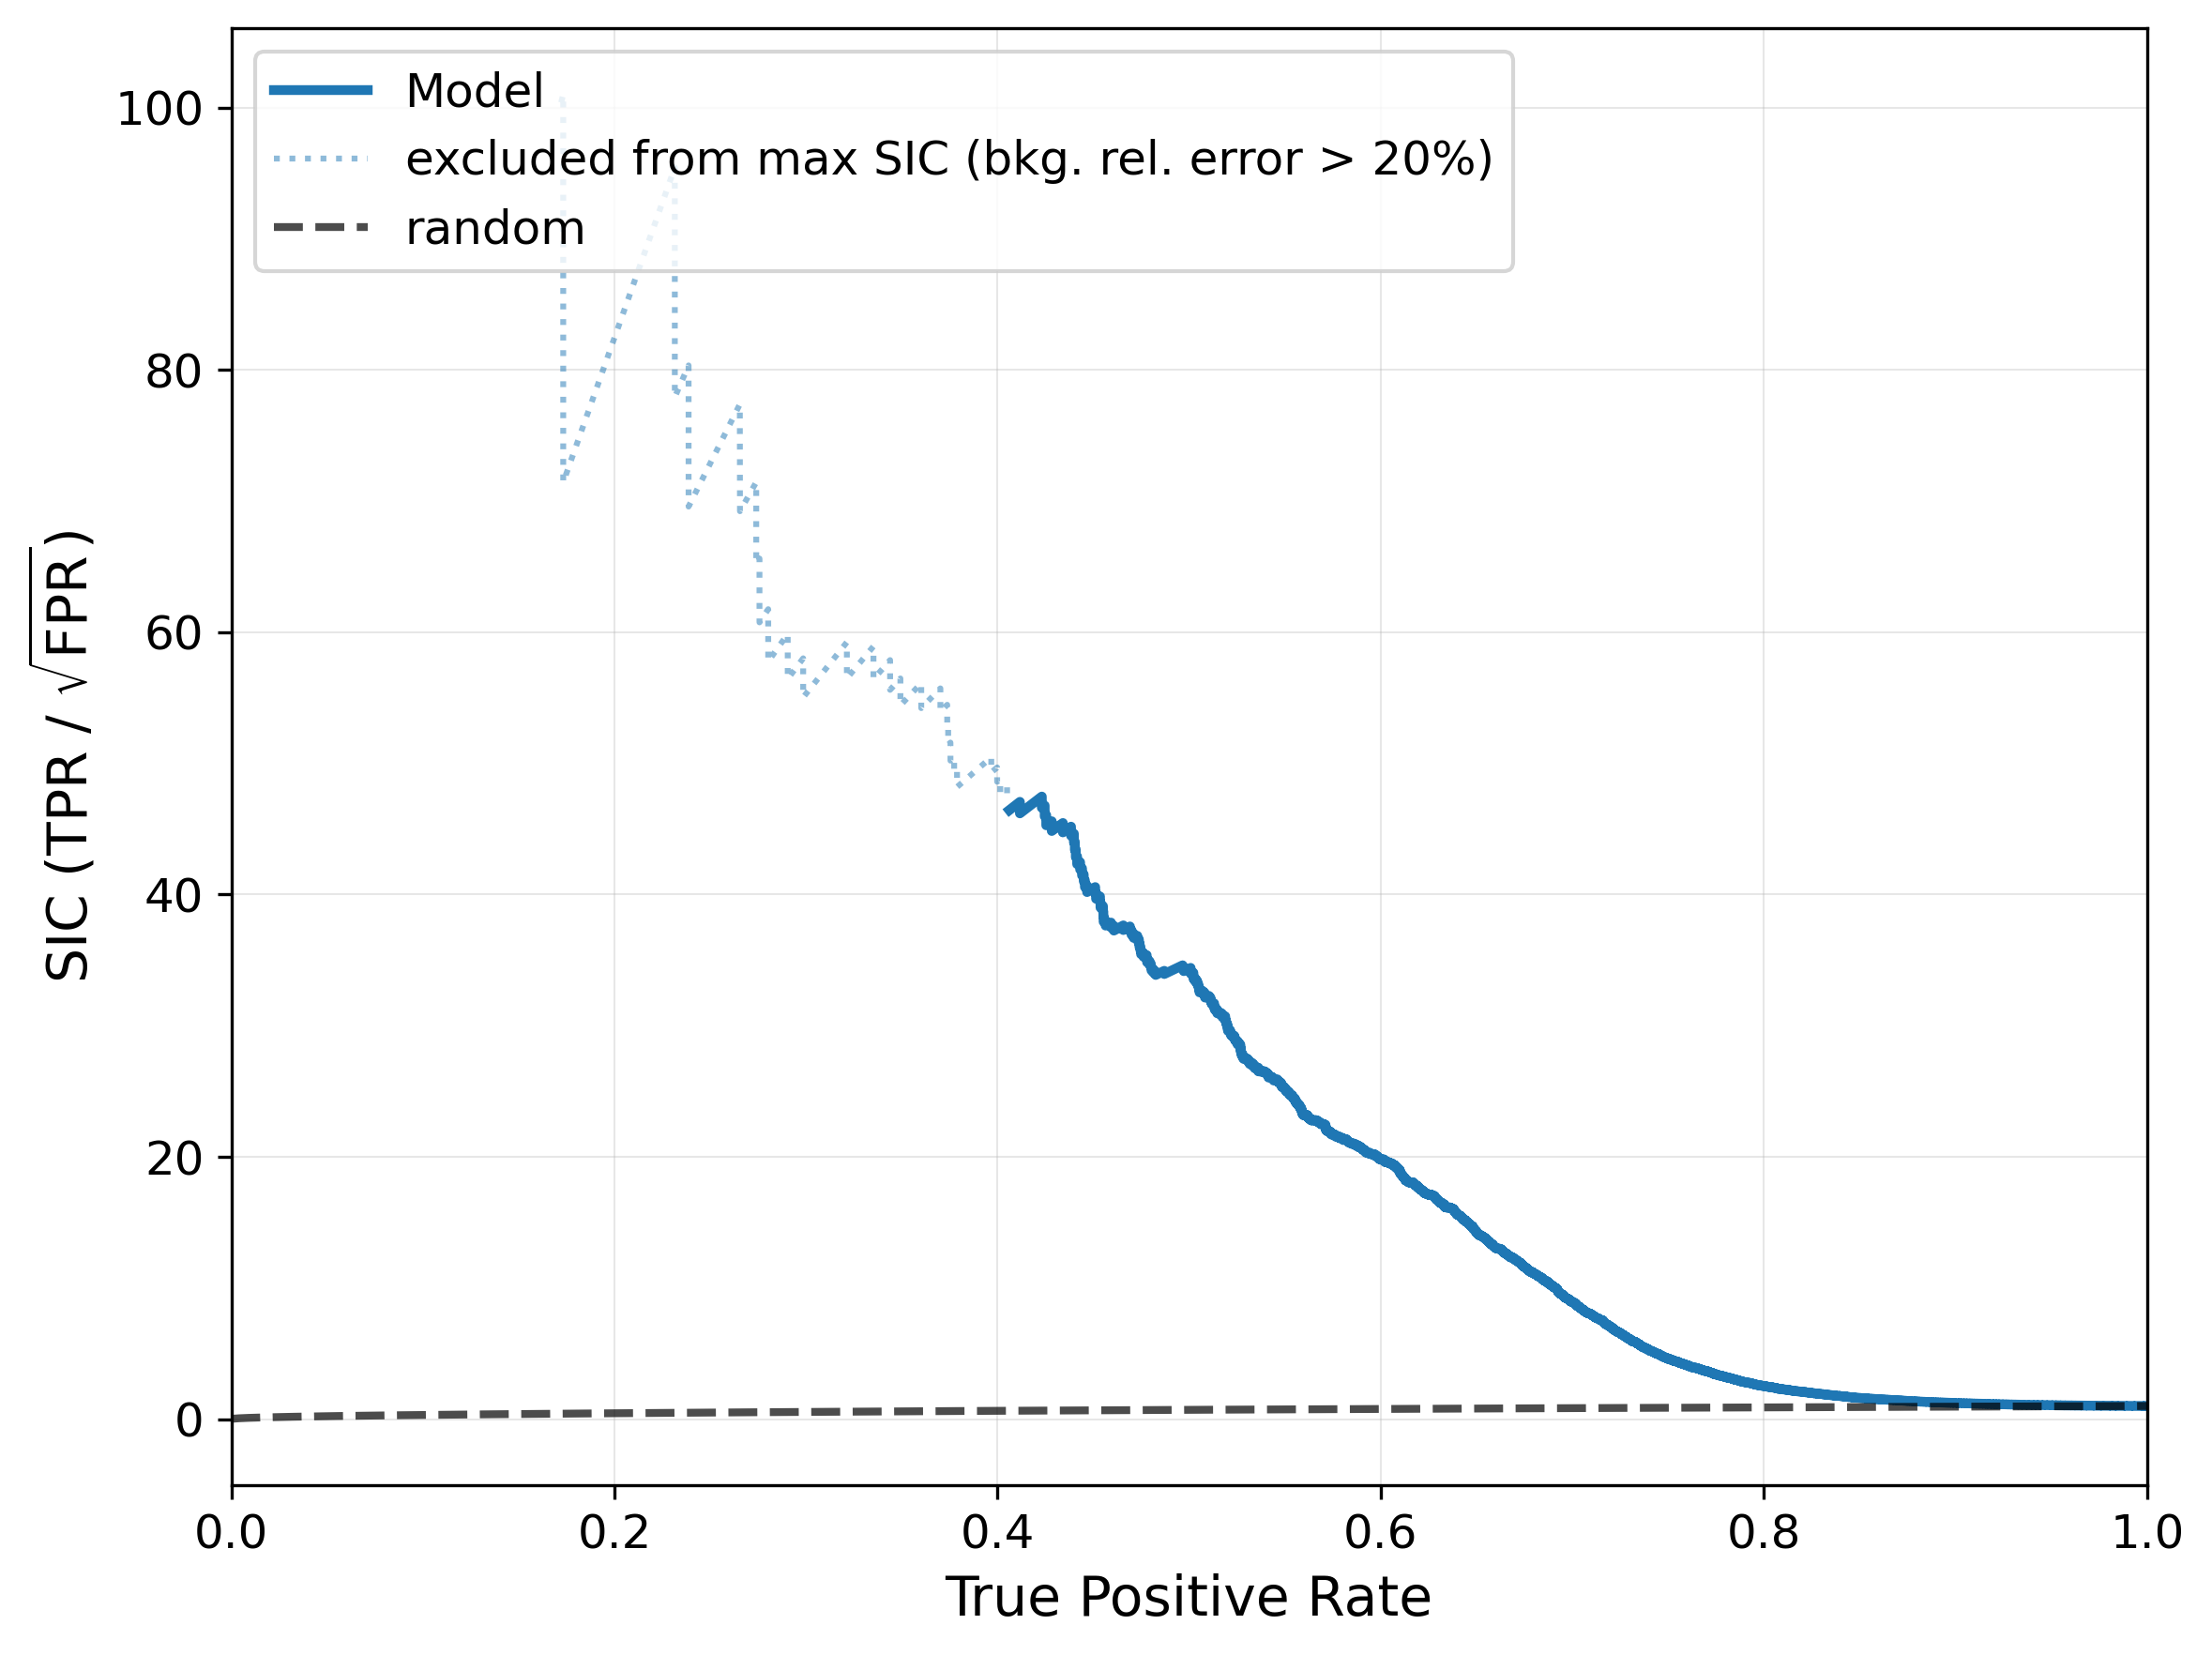 Model
excluded from max SIC (bkg. rel. error > 20%)
random
100
80
60
40
20
0
SIC (TPR / √FPR)
0.0 0.2 0.4 0.6 0.8 1.0
True Positive Rate